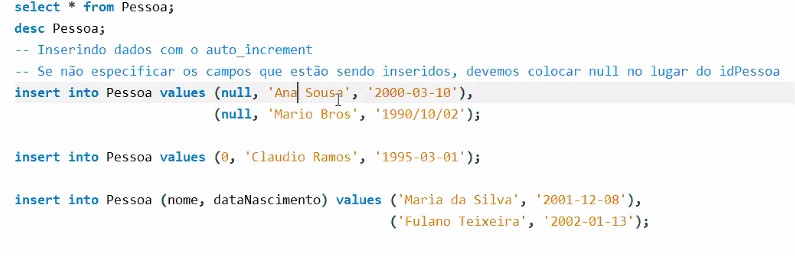 select * from Pessoa;
desc Pessoa;
-- Inserindo dados com o auto_increment
-- Se não especificar os campos que estão sendo inseridos, devemos colocar null no lugar do idPessoa
insert into Pessoa values (null, 'Ana Sousa', '2000-03-10'),
(null, 'Mario Bros', '1990/10/02');
insert into Pessoa values (0, 'Claudio Ramos', '1995-03-01');
insert into Pessoa (nome, dataNascimento) values ('Maria da Silva', '2001-12-08'),
('Fulano Teixeira', '2002-01-13');